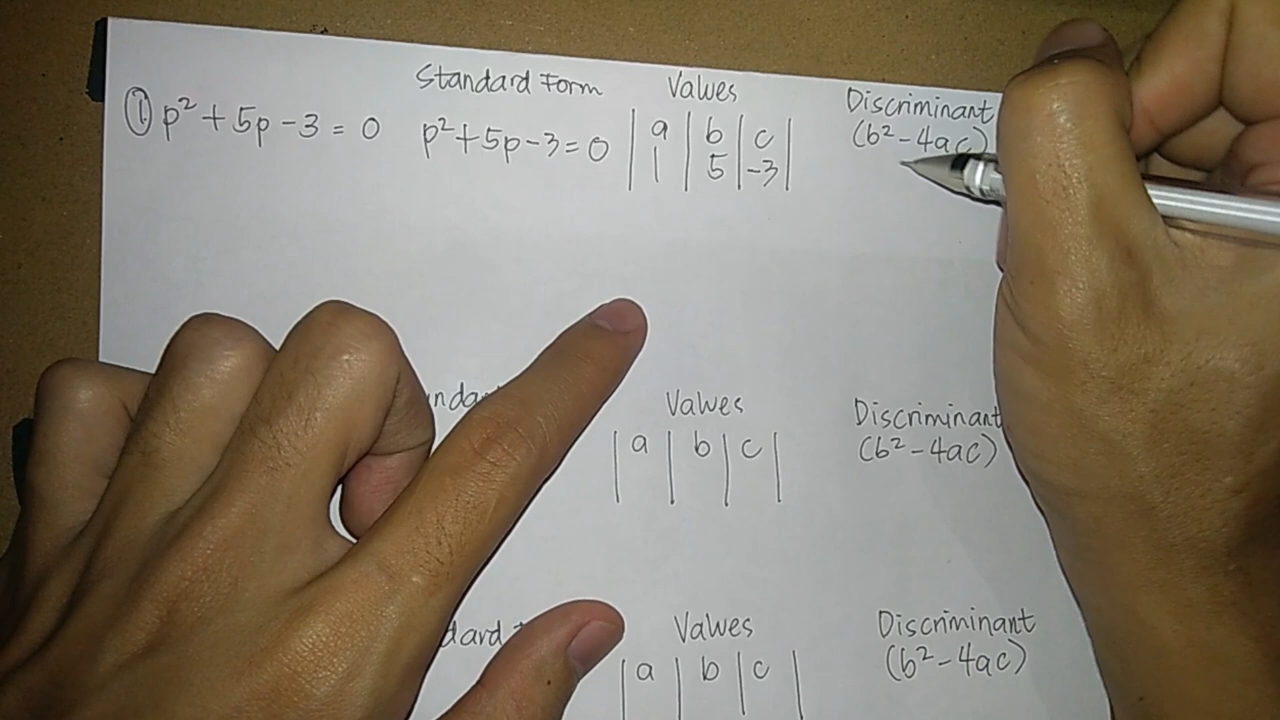 Standard Form Values Discriminant
① p² + 5p - 3 = 0 p² + 5p - 3 = 0 | a | b | c | (b² - 4ac)
| 1 | 5 | -3 |
Values Discriminant
| a | b | c | (b² - 4ac)
Values Discriminant
| a | b | c | (b² - 4ac)